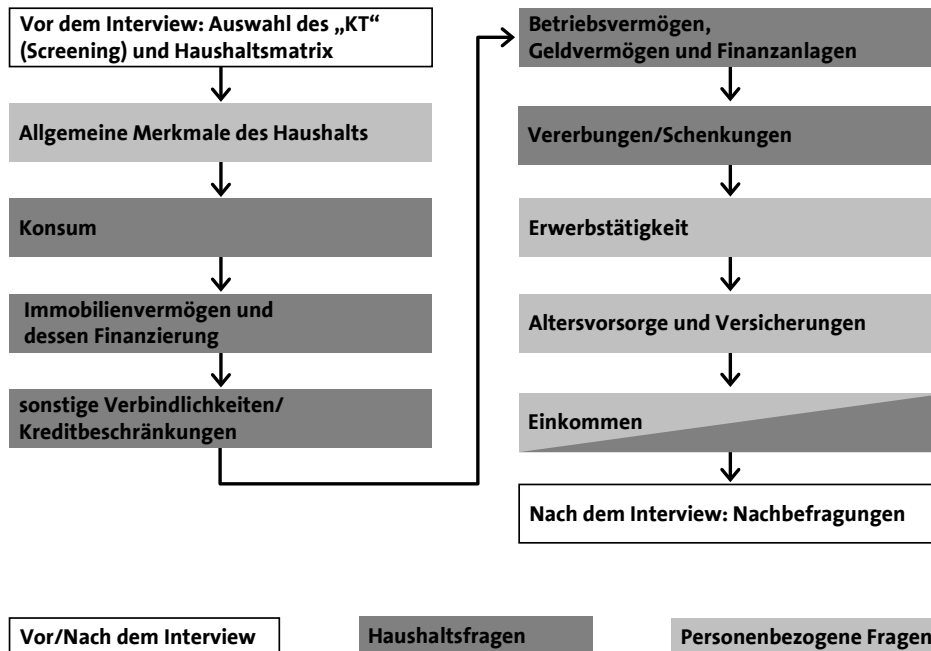 Vor dem Interview: Auswahl des „KT“
(Screening) und Haushaltsmatrix
Allgemeine Merkmale des Haushalts
Konsum
Immobilienvermögen und
dessen Finanzierung
sonstige Verbindlichkeiten/
Kreditbeschränkungen
Betriebsvermögen,
Geldvermögen und Finanzanlagen
Vererbungen/Schenkungen
Erwerbstätigkeit
Altersvorsorge und Versicherungen
Einkommen
Nach dem Interview: Nachbefragungen
Vor/Nach dem Interview
Haushaltsfragen
Personenbezogene Fragen